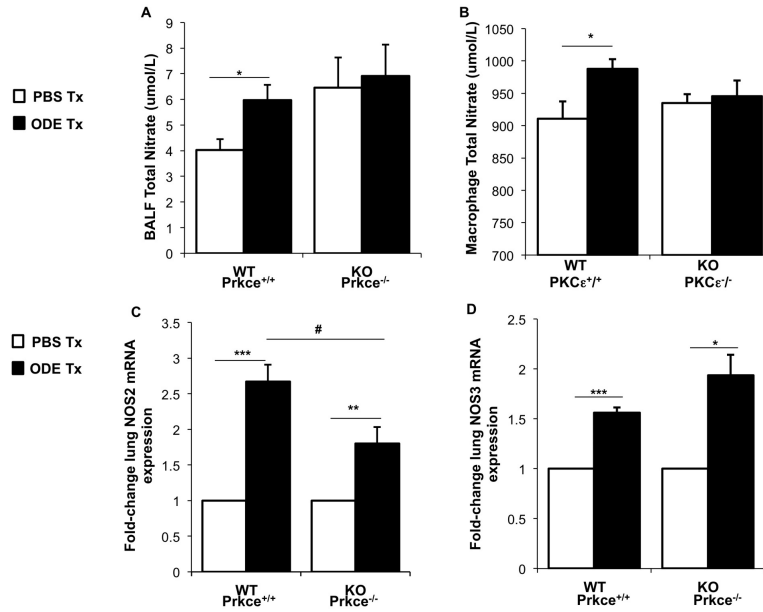 A
BALF Total Nitrate (umol/L)
9
8
7
6
5
4
3
2
1
0
*
WT
Prkce+/+
KO
Prkce-/-
B
Macrophage Total Nitrate (umol/L)
1050
1000
950
900
850
800
750
700
*
WT
PKCε+/+
KO
PKCε-/-
PBS Tx
ODE Tx
C
Fold-change lung NOS2 mRNA
expression
3.5
3
2.5
2
1.5
1
0.5
0
***
#
**
WT
Prkce+/+
KO
Prkce-/-
D
Fold-change lung NOS3 mRNA
expression
2.5
2
1.5
1
0.5
0
***
*
WT
Prkce+/+
KO
Prkce-/-
PBS Tx
ODE Tx